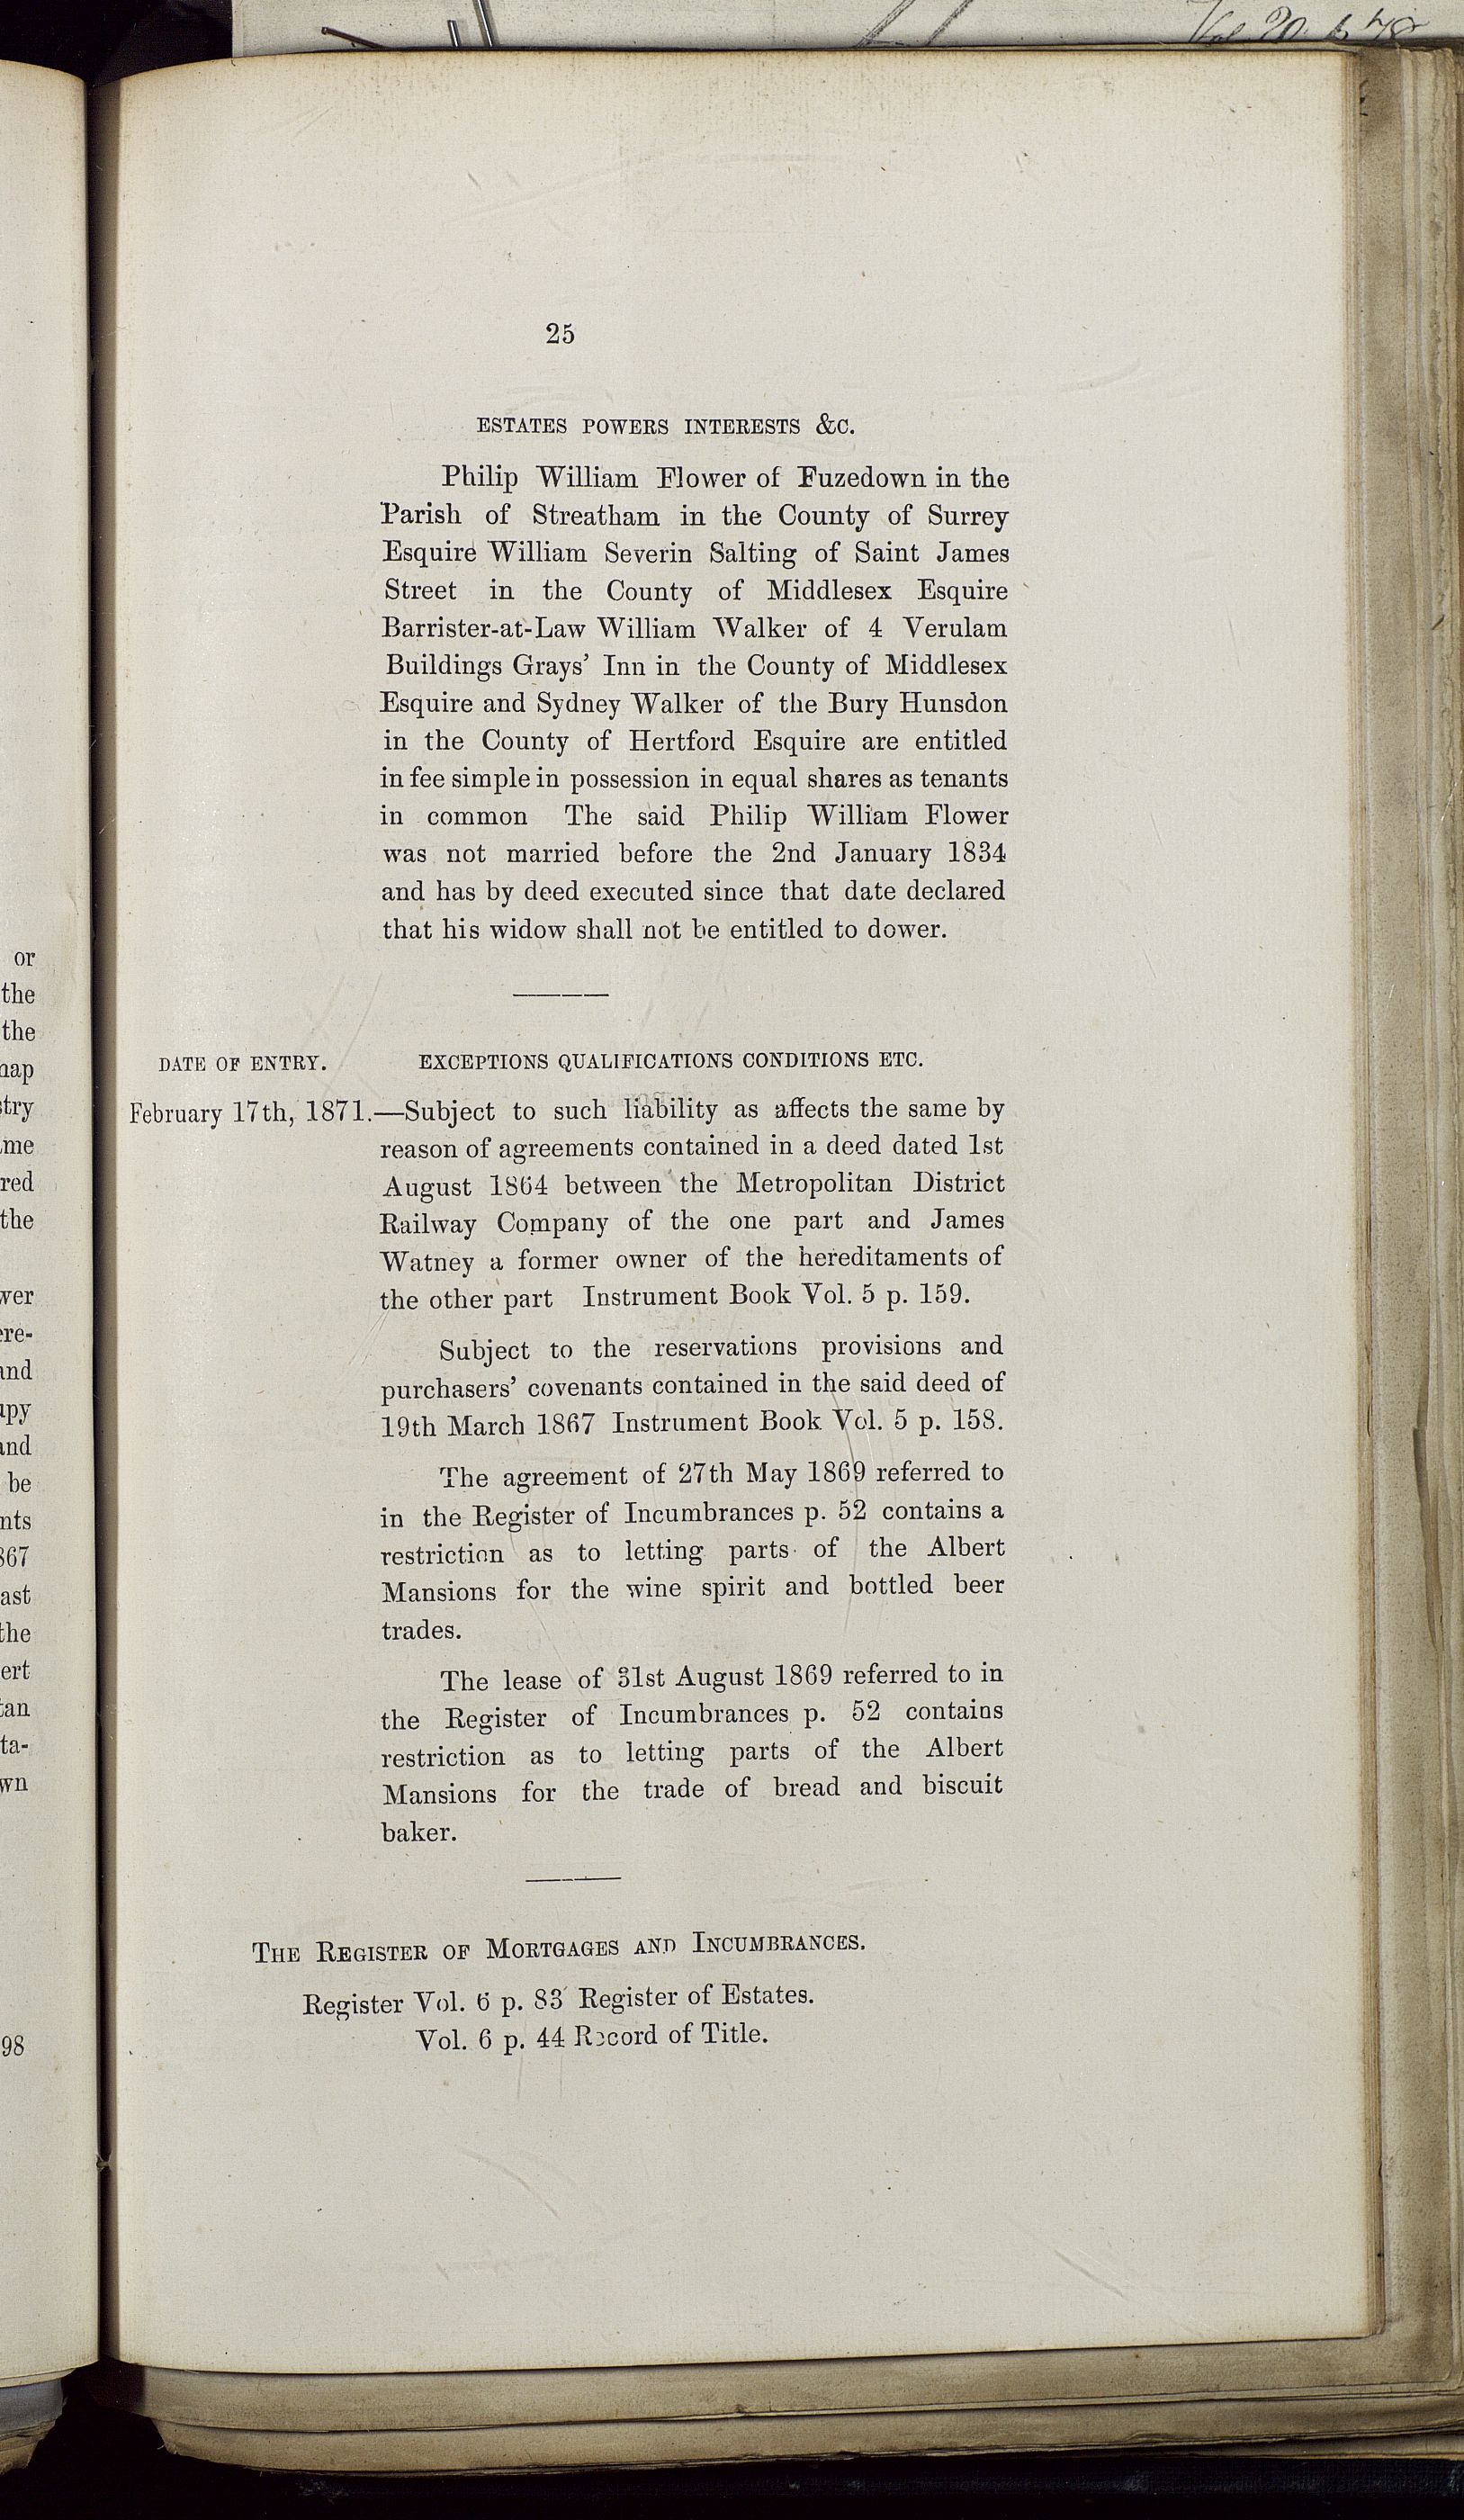 25
ESTATES POWERS INTERESTS &C.
Philip William Flower of Fuzedown in the
Parish of Streatham in the County of Surrey
Esquire William Severin Salting of Saint James
Street in the County of Middlesex Esquire
Barrister-at-Law William Walker of 4 Verulam
Buildings Grays' Inn in the County of Middlesex
Esquire and Sydney Walker of the Bury Hunsdon
in the County of Hertford Esquire are entitled
in fee simple in possession in equal shares as tenants
in common The said Philip William Flower
was not married before the 2nd January 1834
and has by deed executed since that date declared
that his widow shall not be entitled to dower.
DATE OF ENTRY. EXCEPTIONS QUALIFICATIONS CONDITIONS ETC.
February 17th, 1871.—Subject to such liability as affects the same by
reason of agreements contained in a deed dated 1st
August 1864 between the Metropolitan District
Railway Company of the one part and James
Watney a former owner of the hereditaments of
the other part Instrument Book Vol. 5 p. 159.
Subject to the reservations provisions and
purchasers' covenants contained in the said deed of
19th March 1867 Instrument Book Vol. 5 p. 158.
The agreement of 27th May 1869 referred to
in the Register of Incumbrances p. 52 contains a
restriction as to letting parts of the Albert
Mansions for the wine spirit and bottled beer
trades.
The lease of 31st August 1869 referred to in
the Register of Incumbrances p. 52 contains
restriction as to letting parts of the Albert
Mansions for the trade of bread and biscuit
baker.
THE REGISTER OF MORTGAGES AND INCUMBRANCES.
Register Vol. 6 p. 83 Register of Estates.
Vol. 6 p. 44 Record of Title.
or
the
the
me
red
the
and
be
the
98